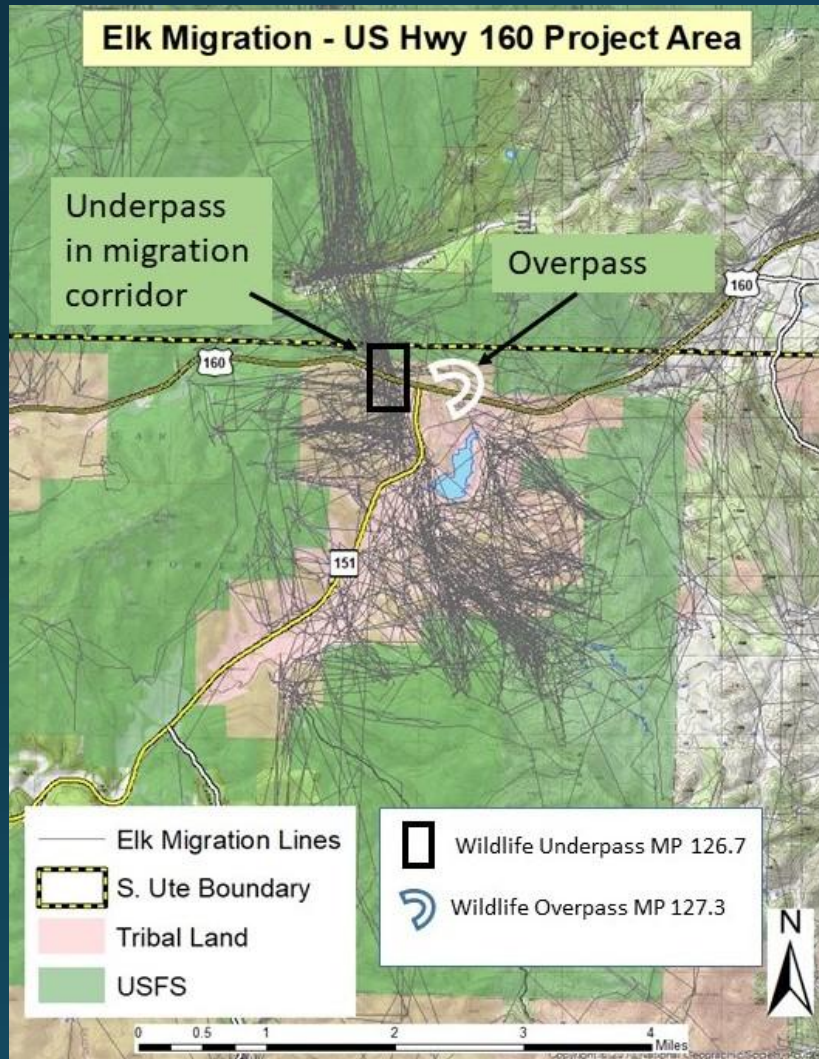 Elk Migration - US Hwy 160 Project Area
Underpass
in migration
corridor
Overpass
160
160
151
Elk Migration Lines
S. Ute Boundary
Tribal Land
USFS
Wildlife Underpass MP 126.7
Wildlife Overpass MP 127.3
N
0 0.5 1 2 3 4
Miles